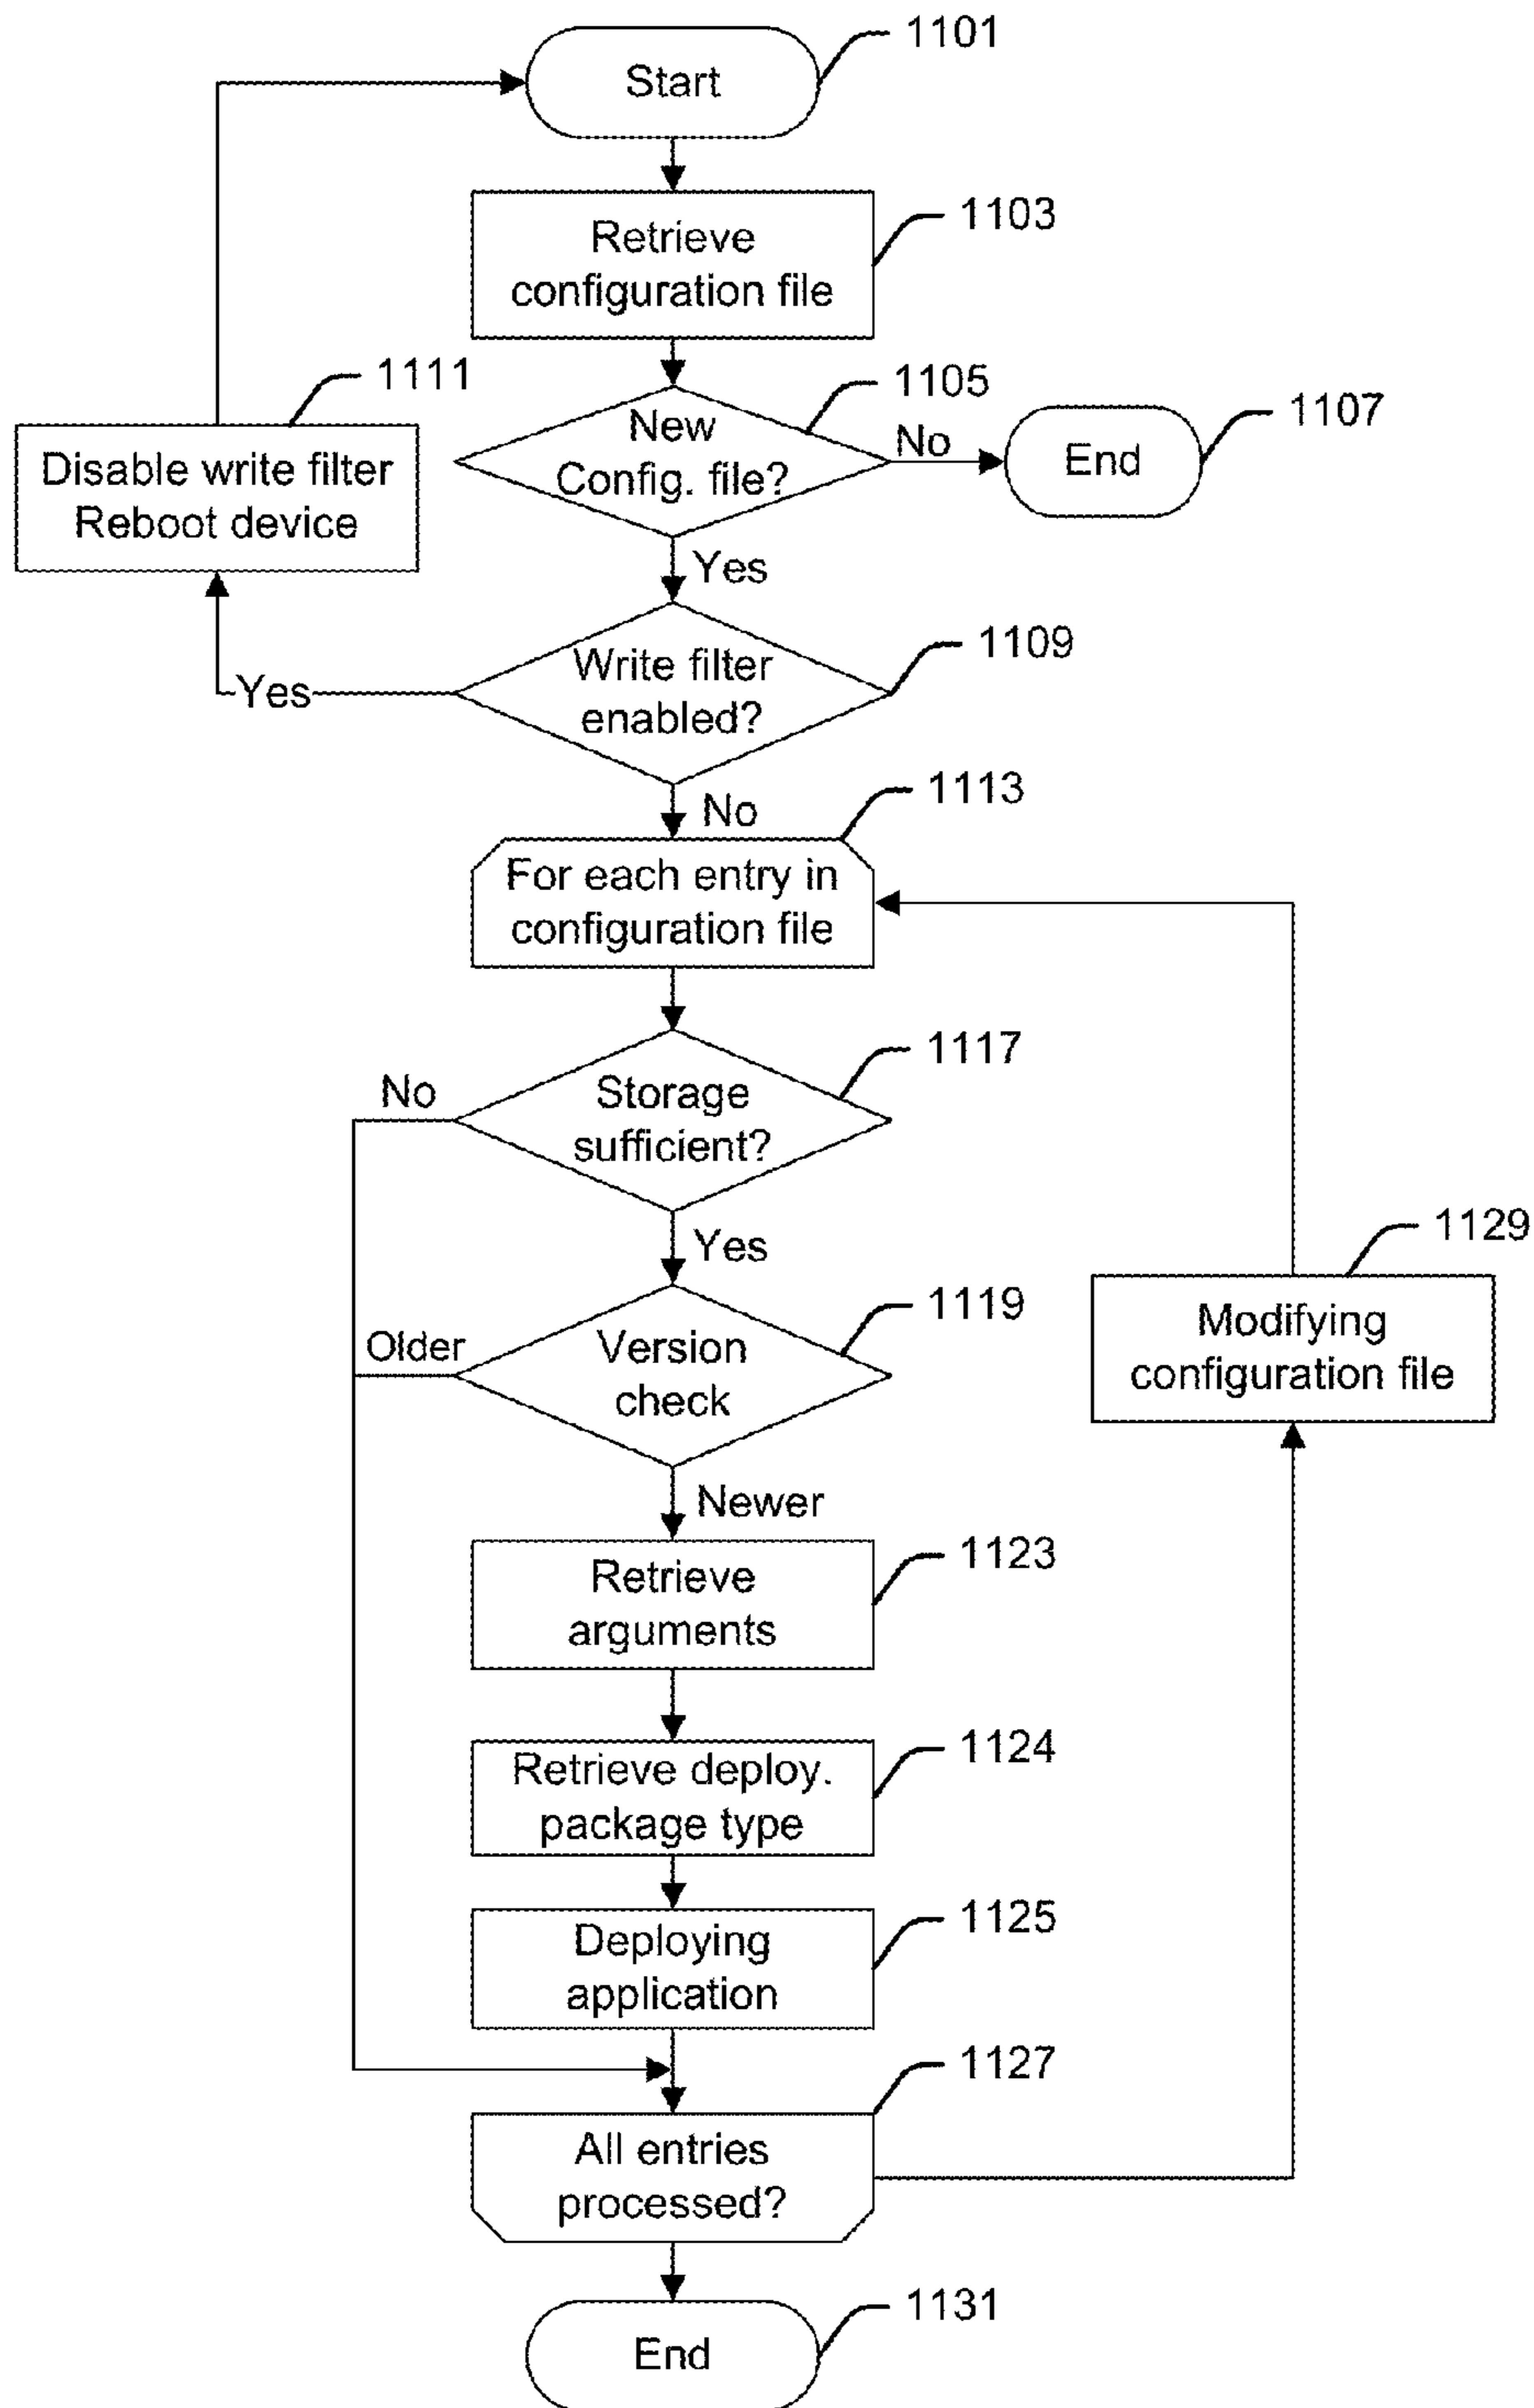 Start
1101
Retrieve
configuration file
1103
1111
Disable write filter
Reboot device
New
Config. file?
1105
No
End
1107
Yes
Write filter
enabled?
1109
Yes
No
1113
For each entry in
configuration file
1117
Storage
sufficient?
No
Yes
1119
Version
check
Older
1129
Modifying
configuration file
Newer
Retrieve
arguments
1123
Retrieve deploy.
package type
1124
Deploying
application
1125
1127
All entries
processed?
1131
End